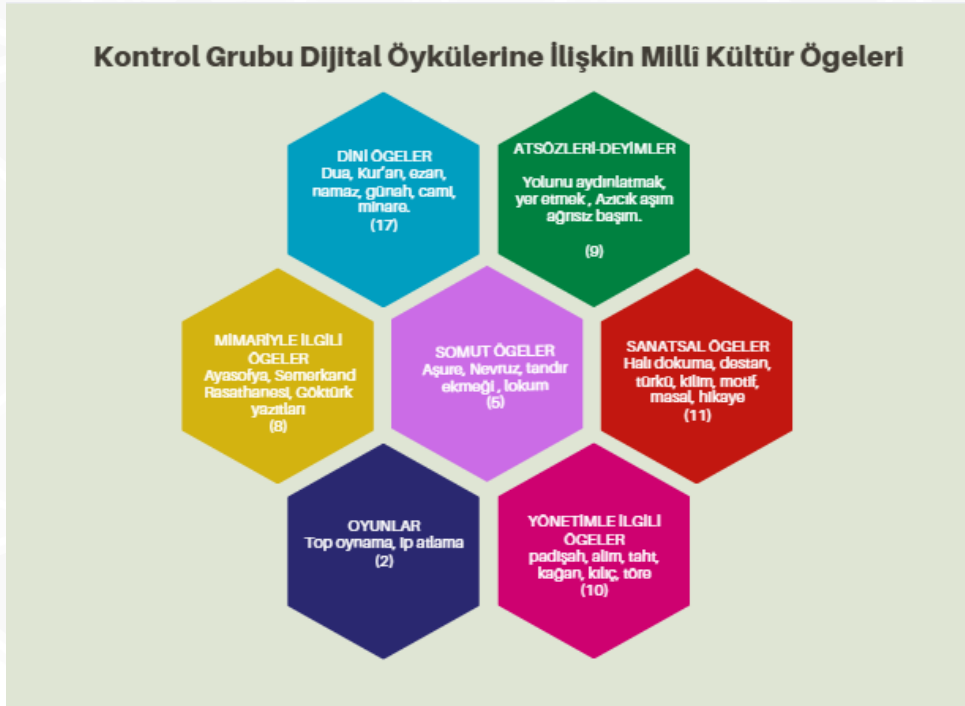 Kontrol Grubu Dijital Öykülerine İlişkin Millî Kültür Ögeleri
DİNİ ÖGELER
Dua, Kur'an, ezan,
namaz, günah, cami,
minare.
(17)
ATSÖZLERİ-DEYİMLER
Yolunu aydınlatmak,
yer etmek , Azıcık aşım
ağrısız başım.
(9)
MİMARİYLE İLGİLİ
ÖGELER
Ayasofya, Semerkand
Rasathanesi, Göktürk
yazıtları
(8)
SOMUT ÖGELER
Aşure, Nevruz, tandır
ekmeği , lokum
(5)
SANATSAL ÖGELER
Halı dokuma, destan,
türkü, kilim, motif,
masal, hikaye
(11)
OYUNLAR
Top oynama, ip atlama
(2)
YÖNETİMLE İLGİLİ
ÖGELER
padişah, alim, taht,
kağan, kılıç, töre
(10)